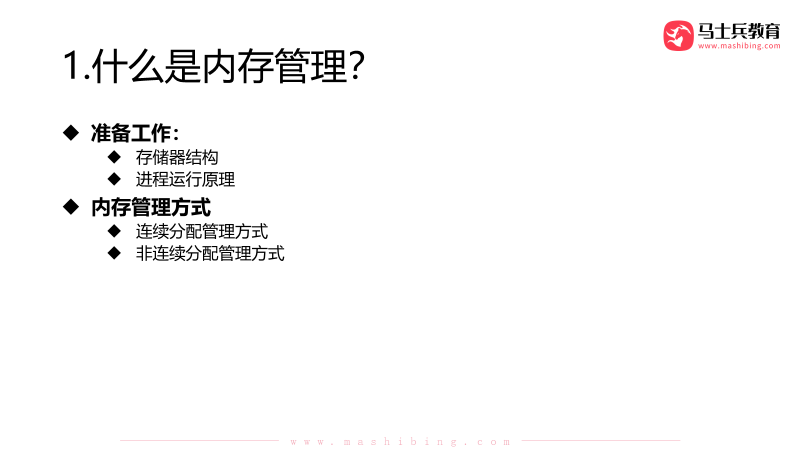 马士兵教育
www.mashibing.com
1.什么是内存管理？
◆ 准备工作：
◆ 存储器结构
◆ 进程运行原理
◆ 内存管理方式
◆ 连续分配管理方式
◆ 非连续分配管理方式
www.mashibing.com